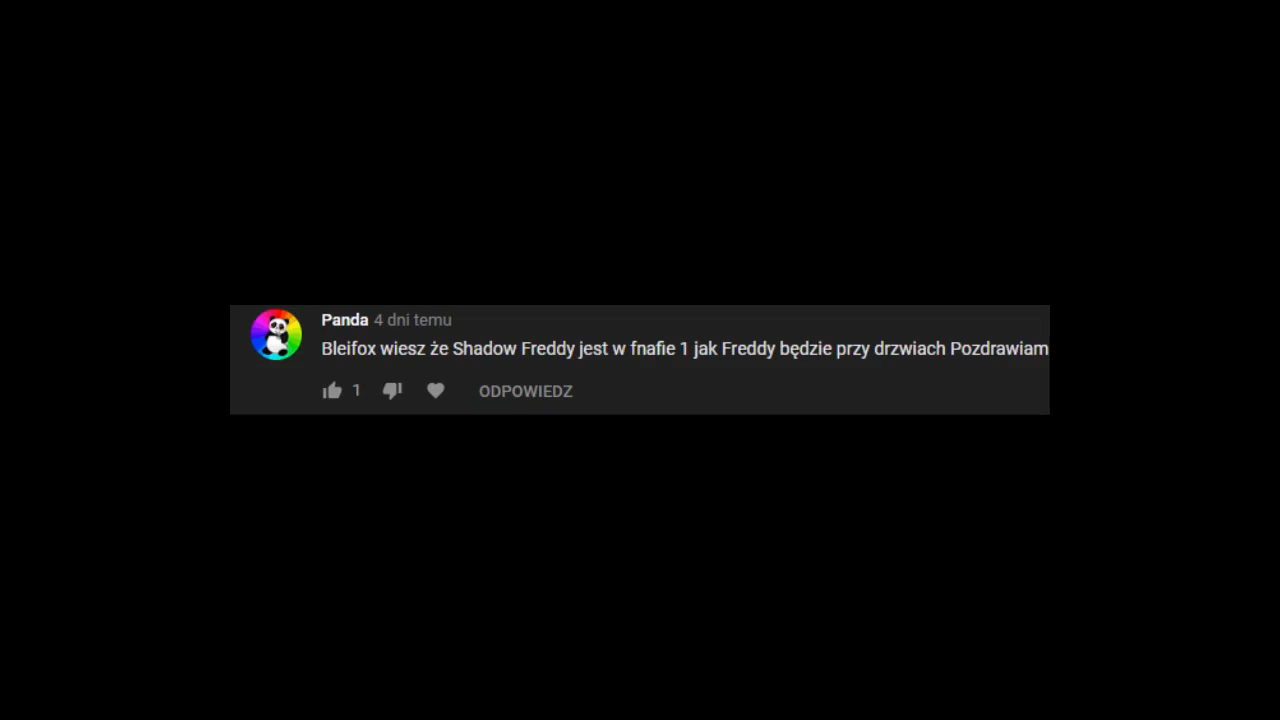 Panda 4 dni temu
Bleifox wiesz że Shadow Freddy jest w fnafie 1 jak Freddy będzie przy drzwiach Pozdrawiam
1 ODPOWIEDZ